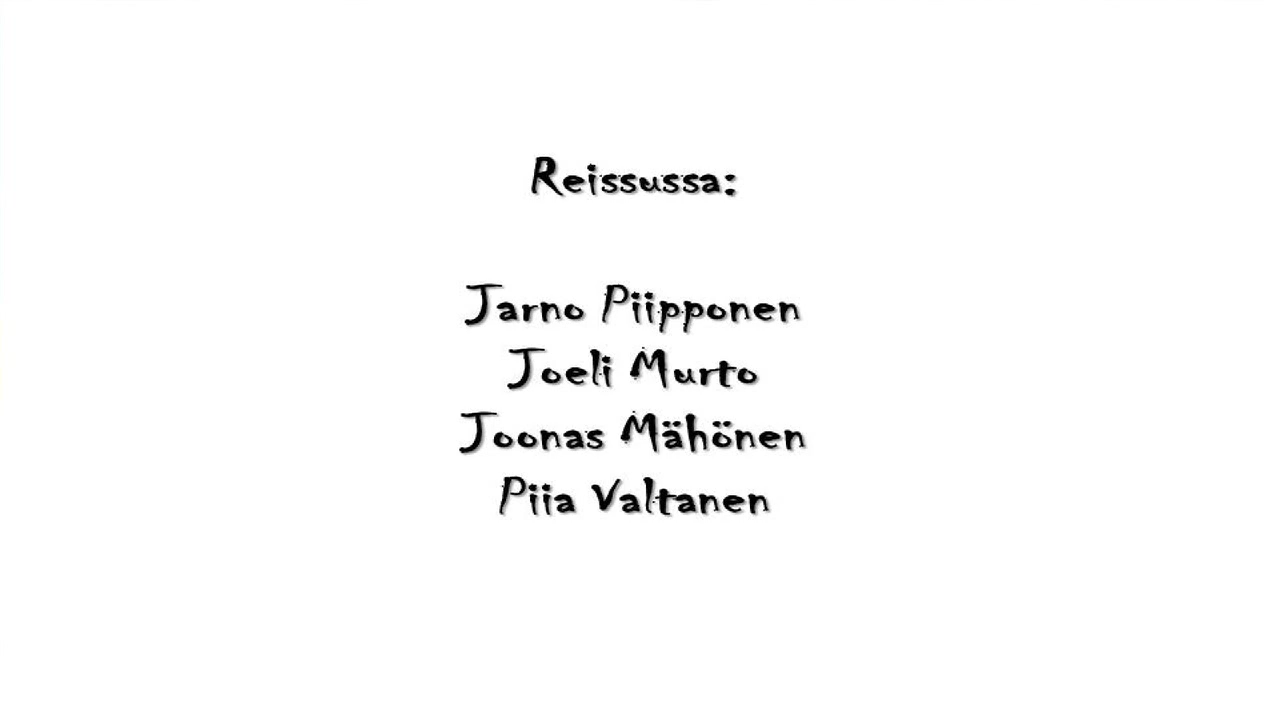 Reissussa:
Jarno Piipponen
Joeli Murto
Joonas Mähönen
Piia Valtanen